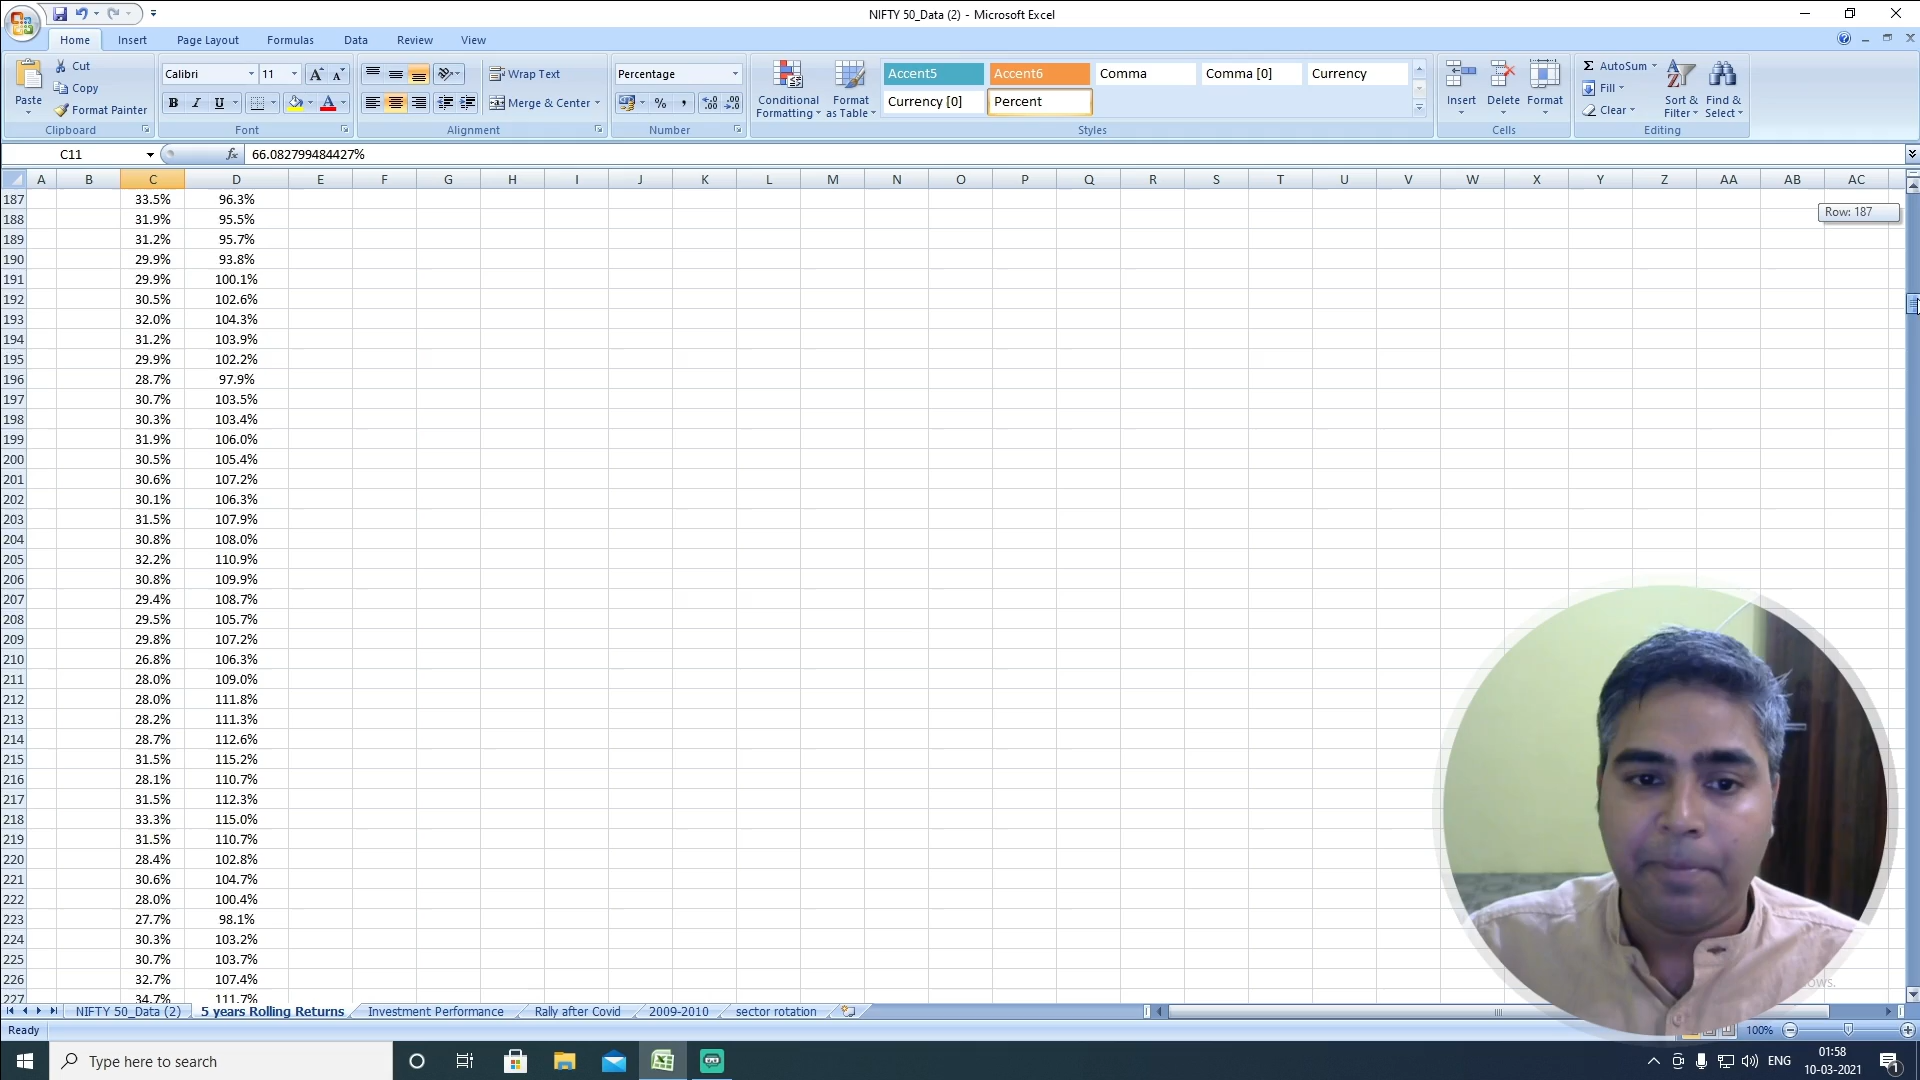 NIFTY 50_Data (2) - Microsoft Excel
Home Insert Page Layout Formulas Data Review View
Paste Cut Copy Format Painter Clipboard
Calibri 11 A A B I U A Font
Wrap Text Merge & Center Alignment
Percentage % , .0 .00 .00 .0 Number
Conditional Formatting Format as Table
Accent5 Accent6 Comma Comma [0] Currency
Currency [0] Percent
Styles
Insert Delete Format Cells
Σ AutoSum Fill Clear Sort & Filter Find & Select Editing
C11 fx 66.082799484427%
A B C D E F G H I J K L M N O P Q R S T U V W X Y Z AA AB AC
187 33.5% 96.3%
Row: 187
188 31.9% 95.5%
189 31.2% 95.7%
190 29.9% 93.8%
191 29.9% 100.1%
192 30.5% 102.6%
193 32.0% 104.3%
194 31.2% 103.9%
195 29.9% 102.2%
196 28.7% 97.9%
197 30.7% 103.5%
198 30.3% 103.4%
199 31.9% 106.0%
200 30.5% 105.4%
201 30.6% 107.2%
202 30.1% 106.3%
203 31.5% 107.9%
204 30.8% 108.0%
205 32.2% 110.9%
206 30.8% 109.9%
207 29.4% 108.7%
208 29.5% 105.7%
209 29.8% 107.2%
210 26.8% 106.3%
211 28.0% 109.0%
212 28.0% 111.8%
213 28.2% 111.3%
214 28.7% 112.6%
215 31.5% 115.2%
216 28.1% 110.7%
217 31.5% 112.3%
218 33.3% 115.0%
219 31.5% 110.7%
220 28.4% 102.8%
221 30.6% 104.7%
222 28.0% 100.4%
223 27.7% 98.1%
224 30.3% 103.2%
225 30.7% 103.7%
226 32.7% 107.4%
227 34.7% 111.7%
NIFTY 50_Data (2) 5 years Rolling Returns Investment Performance Rally after Covid 2009-2010 sector rotation
Ready 100%
Type here to search
ENG 01:58
10-03-2021 1